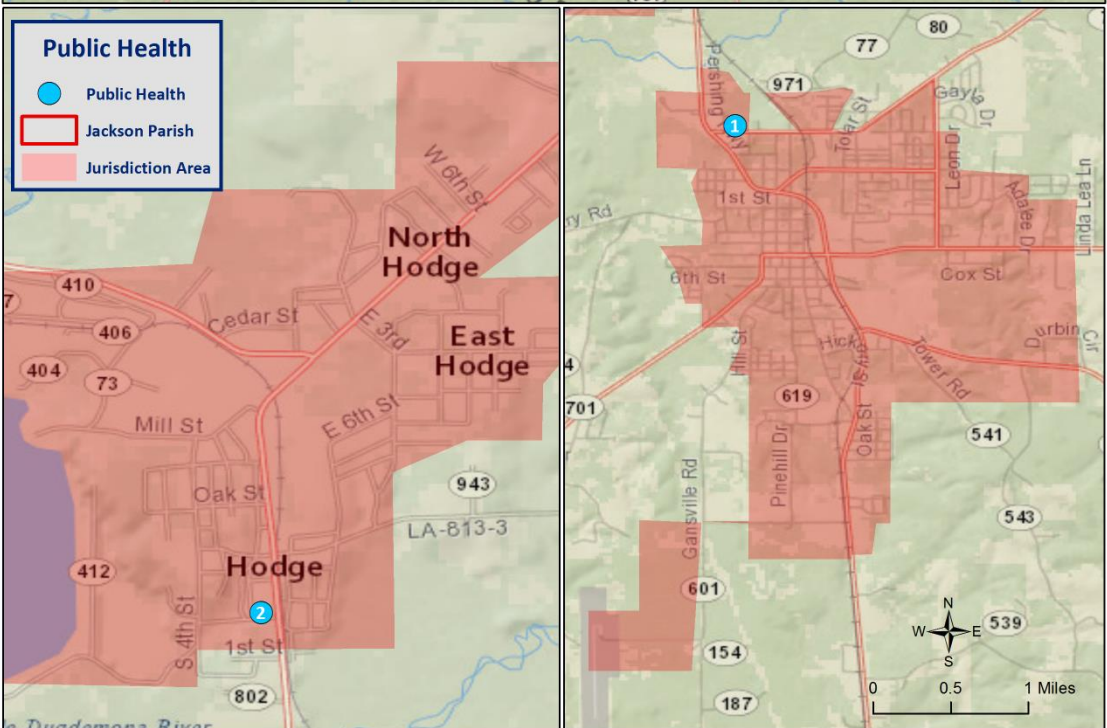 Public Health
Public Health
Jackson Parish
Jurisdiction Area
W 6th St
North
Hodge
410
406
Cedar St
E 3rd
East
Hodge
404
73
Mill St
E 6th St
Oak St
943
LA-813-3
Hodge
412
2
S 4th St
1st St
802
Dugdemona River
80
77
Pershing
971
Gayla Dr
1
Tolar St
Leon Dr
1st St
Adalee Dr
Linda Lea Ln
6th St
Cox St
Durbin
Cir
Hill St
Tower Rd
619
701
Oak St
541
Pinehill Dr
Gansville Rd
543
601
N
W E
S
539
154
187
0 0.5 1 Miles